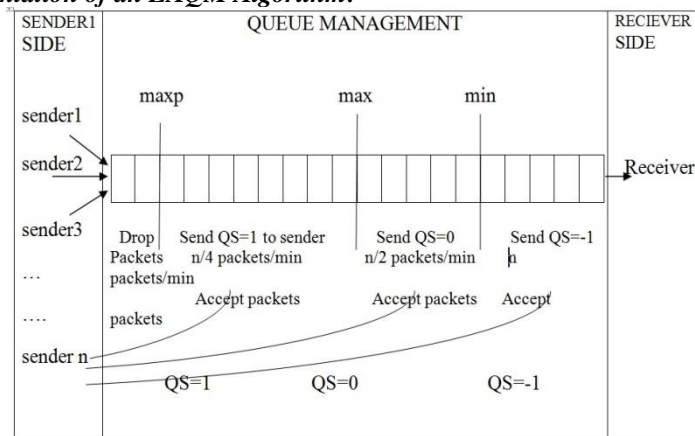 SENDER1
SIDE
QUEUE MANAGEMENT
RECIEVER
SIDE
maxp max min
sender1
sender2
Receiver
sender3
Drop Send QS=1 to sender Send QS=0 Send QS=-1
Packets n/4 packets/min n/2 packets/min n
packets/min
...
Accept packets Accept packets Accept
....
packets
sender n
QS=1 QS=0 QS=-1